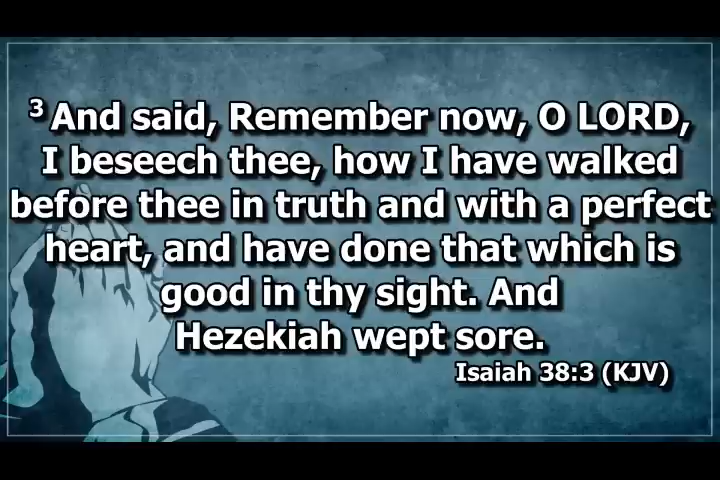 3 And said, Remember now, O LORD,
I beseech thee, how I have walked
before thee in truth and with a perfect
heart, and have done that which is
good in thy sight. And
Hezekiah wept sore.
Isaiah 38:3 (KJV)